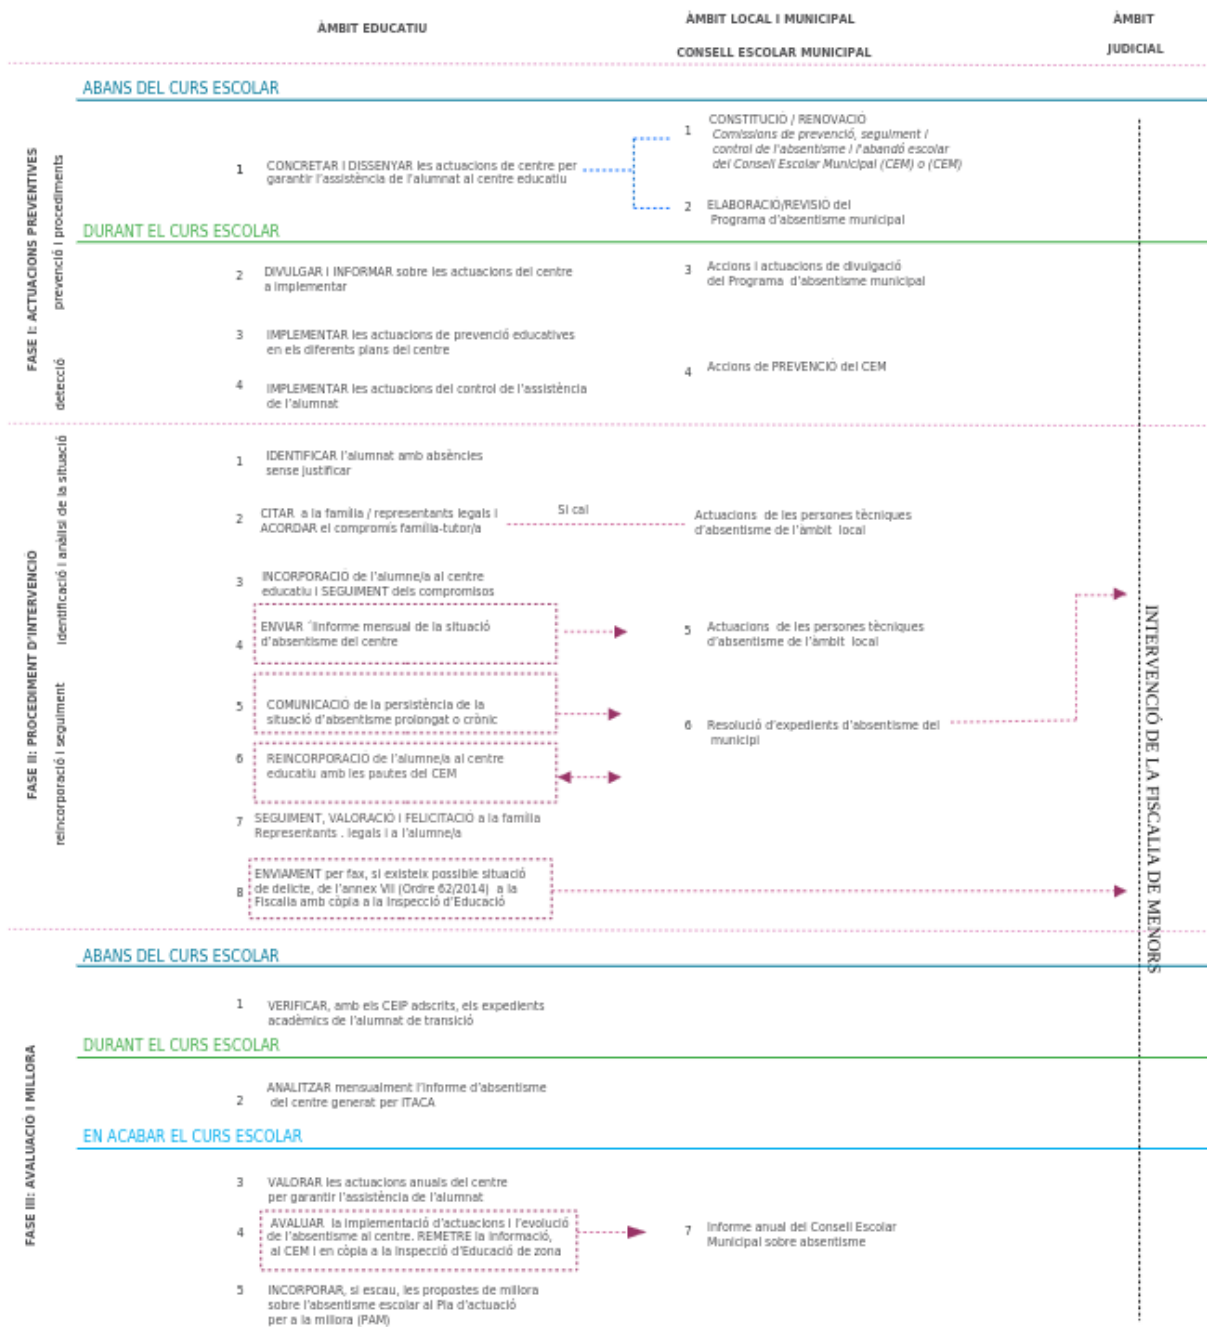 ÀMBIT EDUCATIU
ÀMBIT LOCAL I MUNICIPAL
CONSELL ESCOLAR MUNICIPAL
ÀMBIT
JUDICIAL
FASE I: ACTUACIONS PREVENTIVES
prevenció i procediments
detecció
ABANS DEL CURS ESCOLAR
1 CONCRETAR I DISSENYAR les actuacions de centre per
garantir l'assistència de l'alumnat al centre educatiu
1 CONSTITUCIÓ / RENOVACIÓ
Comissions de prevenció, seguiment i
control de l'absentisme i l'abandó escolar
del Consell Escolar Municipal (CEM) o (CEM)
2 ELABORACIÓ/REVISIÓ del
Programa d'absentisme municipal
DURANT EL CURS ESCOLAR
2 DIVULGAR I INFORMAR sobre les actuacions del centre
a implementar
3 Accions i actuacions de divulgació
del Programa d'absentisme municipal
3 IMPLEMENTAR les actuacions de prevenció educatives
en els diferents plans del centre
4 IMPLEMENTAR les actuacions del control de l'assistència
de l'alumnat
4 Accions de PREVENCIÓ del CEM
FASE II: PROCEDIMENT D'INTERVENCIÓ
identificació i anàlisi de la situació
reincorporació i seguiment
1 IDENTIFICAR l'alumnat amb absències
sense justificar
2 CITAR a la família / representants legals i
ACORDAR el compromís família-tutor/a
Si cal
Actuacions de les persones tècniques
d'absentisme de l'àmbit local
3 INCORPORACIÓ de l'alumne/a al centre
educatiu i SEGUIMENT dels compromisos
4 ENVIAR ´lInforme mensual de la situació
d'absentisme del centre
5 Actuacions de les persones tècniques
d'absentisme de l'àmbit local
5 COMUNICACIÓ de la persistència de la
situació d'absentisme prolongat o crònic
6 Resolució d'expedients d'absentisme del
municipi
6 REINCORPORACIÓ de l'alumne/a al centre
educatiu amb les pautes del CEM
7 SEGUIMENT, VALORACIÓ I FELICITACIÓ a la família
Representants . legals i a l'alumne/a
8 ENVIAMENT per fax, si existeix possible situació
de delicte, de l'annex VII (Ordre 62/2014) a la
Fiscalia amb còpia a la Inspecció d'Educació
INTERVENCIÓ DE LA FISCALIA DE MENORS
FASE III: AVALUACIÓ I MILLORA
ABANS DEL CURS ESCOLAR
1 VERIFICAR, amb els CEIP adscrits, els expedients
acadèmics de l'alumnat de transició
DURANT EL CURS ESCOLAR
2 ANALITZAR mensualment l'informe d'absentisme
del centre generat per ITACA
EN ACABAR EL CURS ESCOLAR
3 VALORAR les actuacions anuals del centre
per garantir l'assistència de l'alumnat
4 AVALUAR la implementació d'actuacions i l'evolució
de l'absentisme al centre. REMETRE la informació,
al CEM i en còpia a la Inspecció d'Educació de zona
7 Informe anual del Consell Escolar
Municipal sobre absentisme
5 INCORPORAR, si escau, les propostes de millora
sobre l'absentisme escolar al Pla d'actuació
per a la millora (PAM)